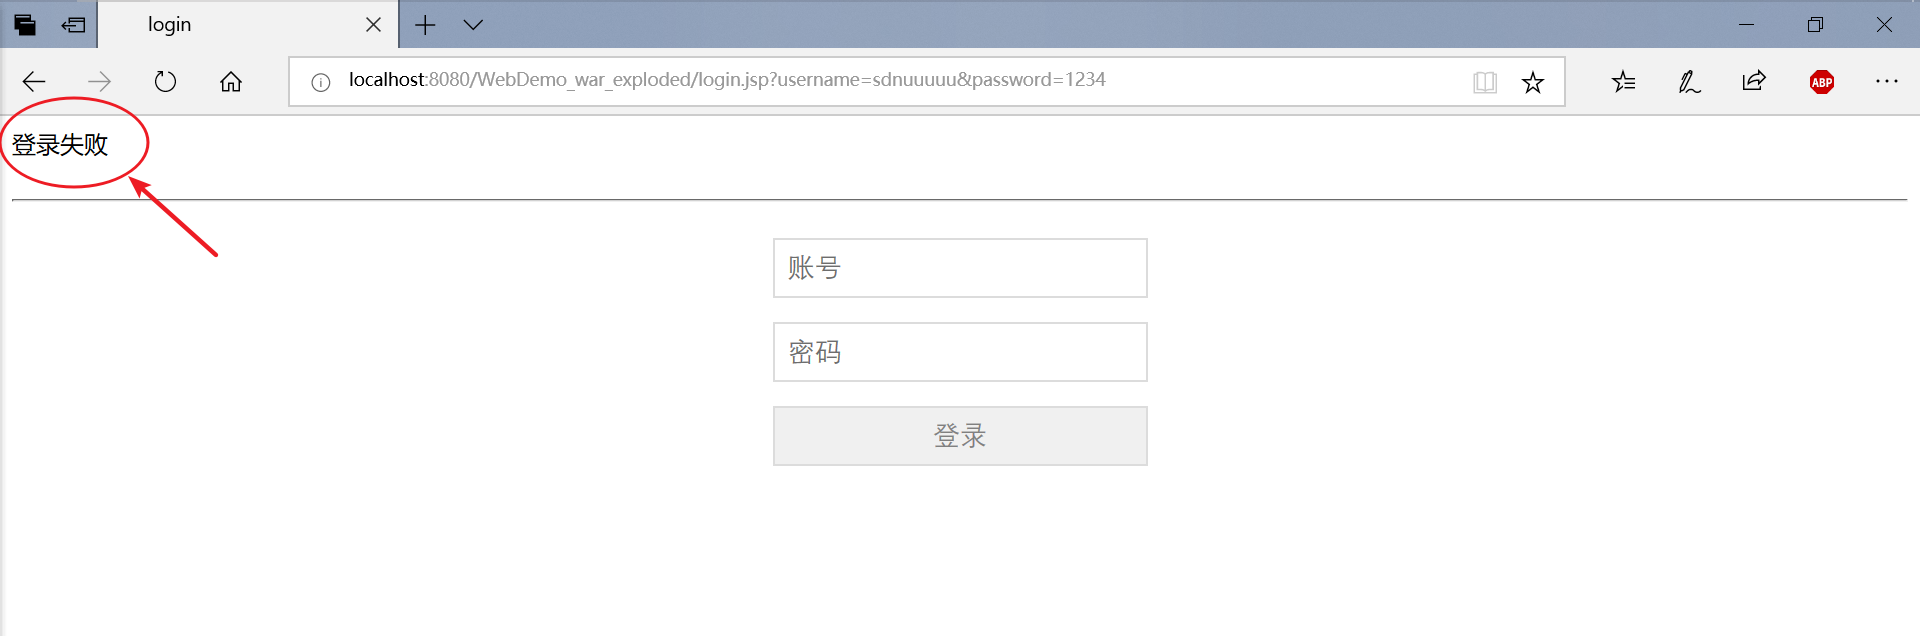 login
localhost:8080/WebDemo_war_exploded/login.jsp?username=sdnuuuuu&password=1234
ABP
登录失败
账号
密码
登录